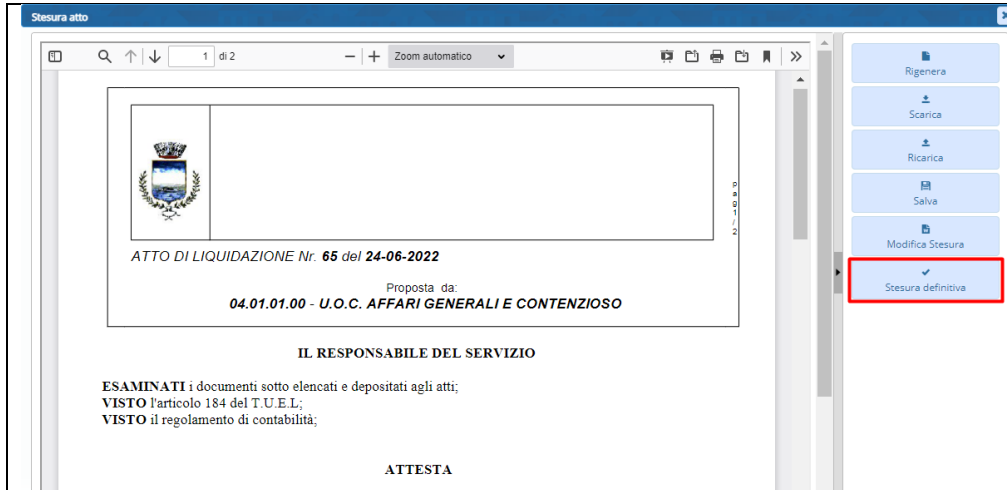 Stesura atto
1 di 2
Zoom automatico
Rigenera
Scarica
Ricarica
Salva
Modifica Stesura
Stesura definitiva
pag1/2
ATTO DI LIQUIDAZIONE Nr. 65 del 24-06-2022
Proposta da:
04.01.01.00 - U.O.C. AFFARI GENERALI E CONTENZIOSO
IL RESPONSABILE DEL SERVIZIO
ESAMINATI i documenti sotto elencati e depositati agli atti;
VISTO l'articolo 184 del T.U.E.L;
VISTO il regolamento di contabilità;
ATTESTA